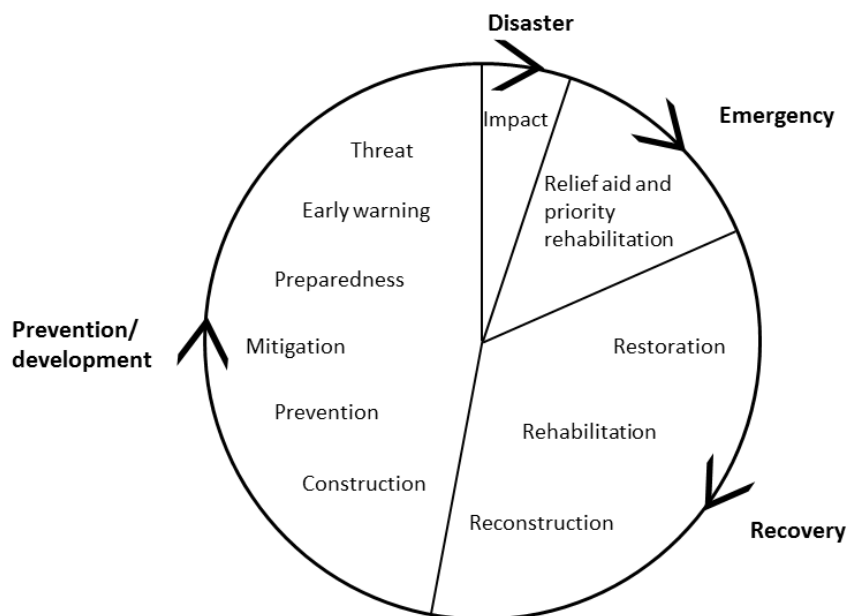 Disaster
Impact
Emergency
Threat
Relief aid and
priority
rehabilitation
Early warning
Preparedness
Prevention/
development
Mitigation
Restoration
Prevention
Rehabilitation
Construction
Reconstruction
Recovery